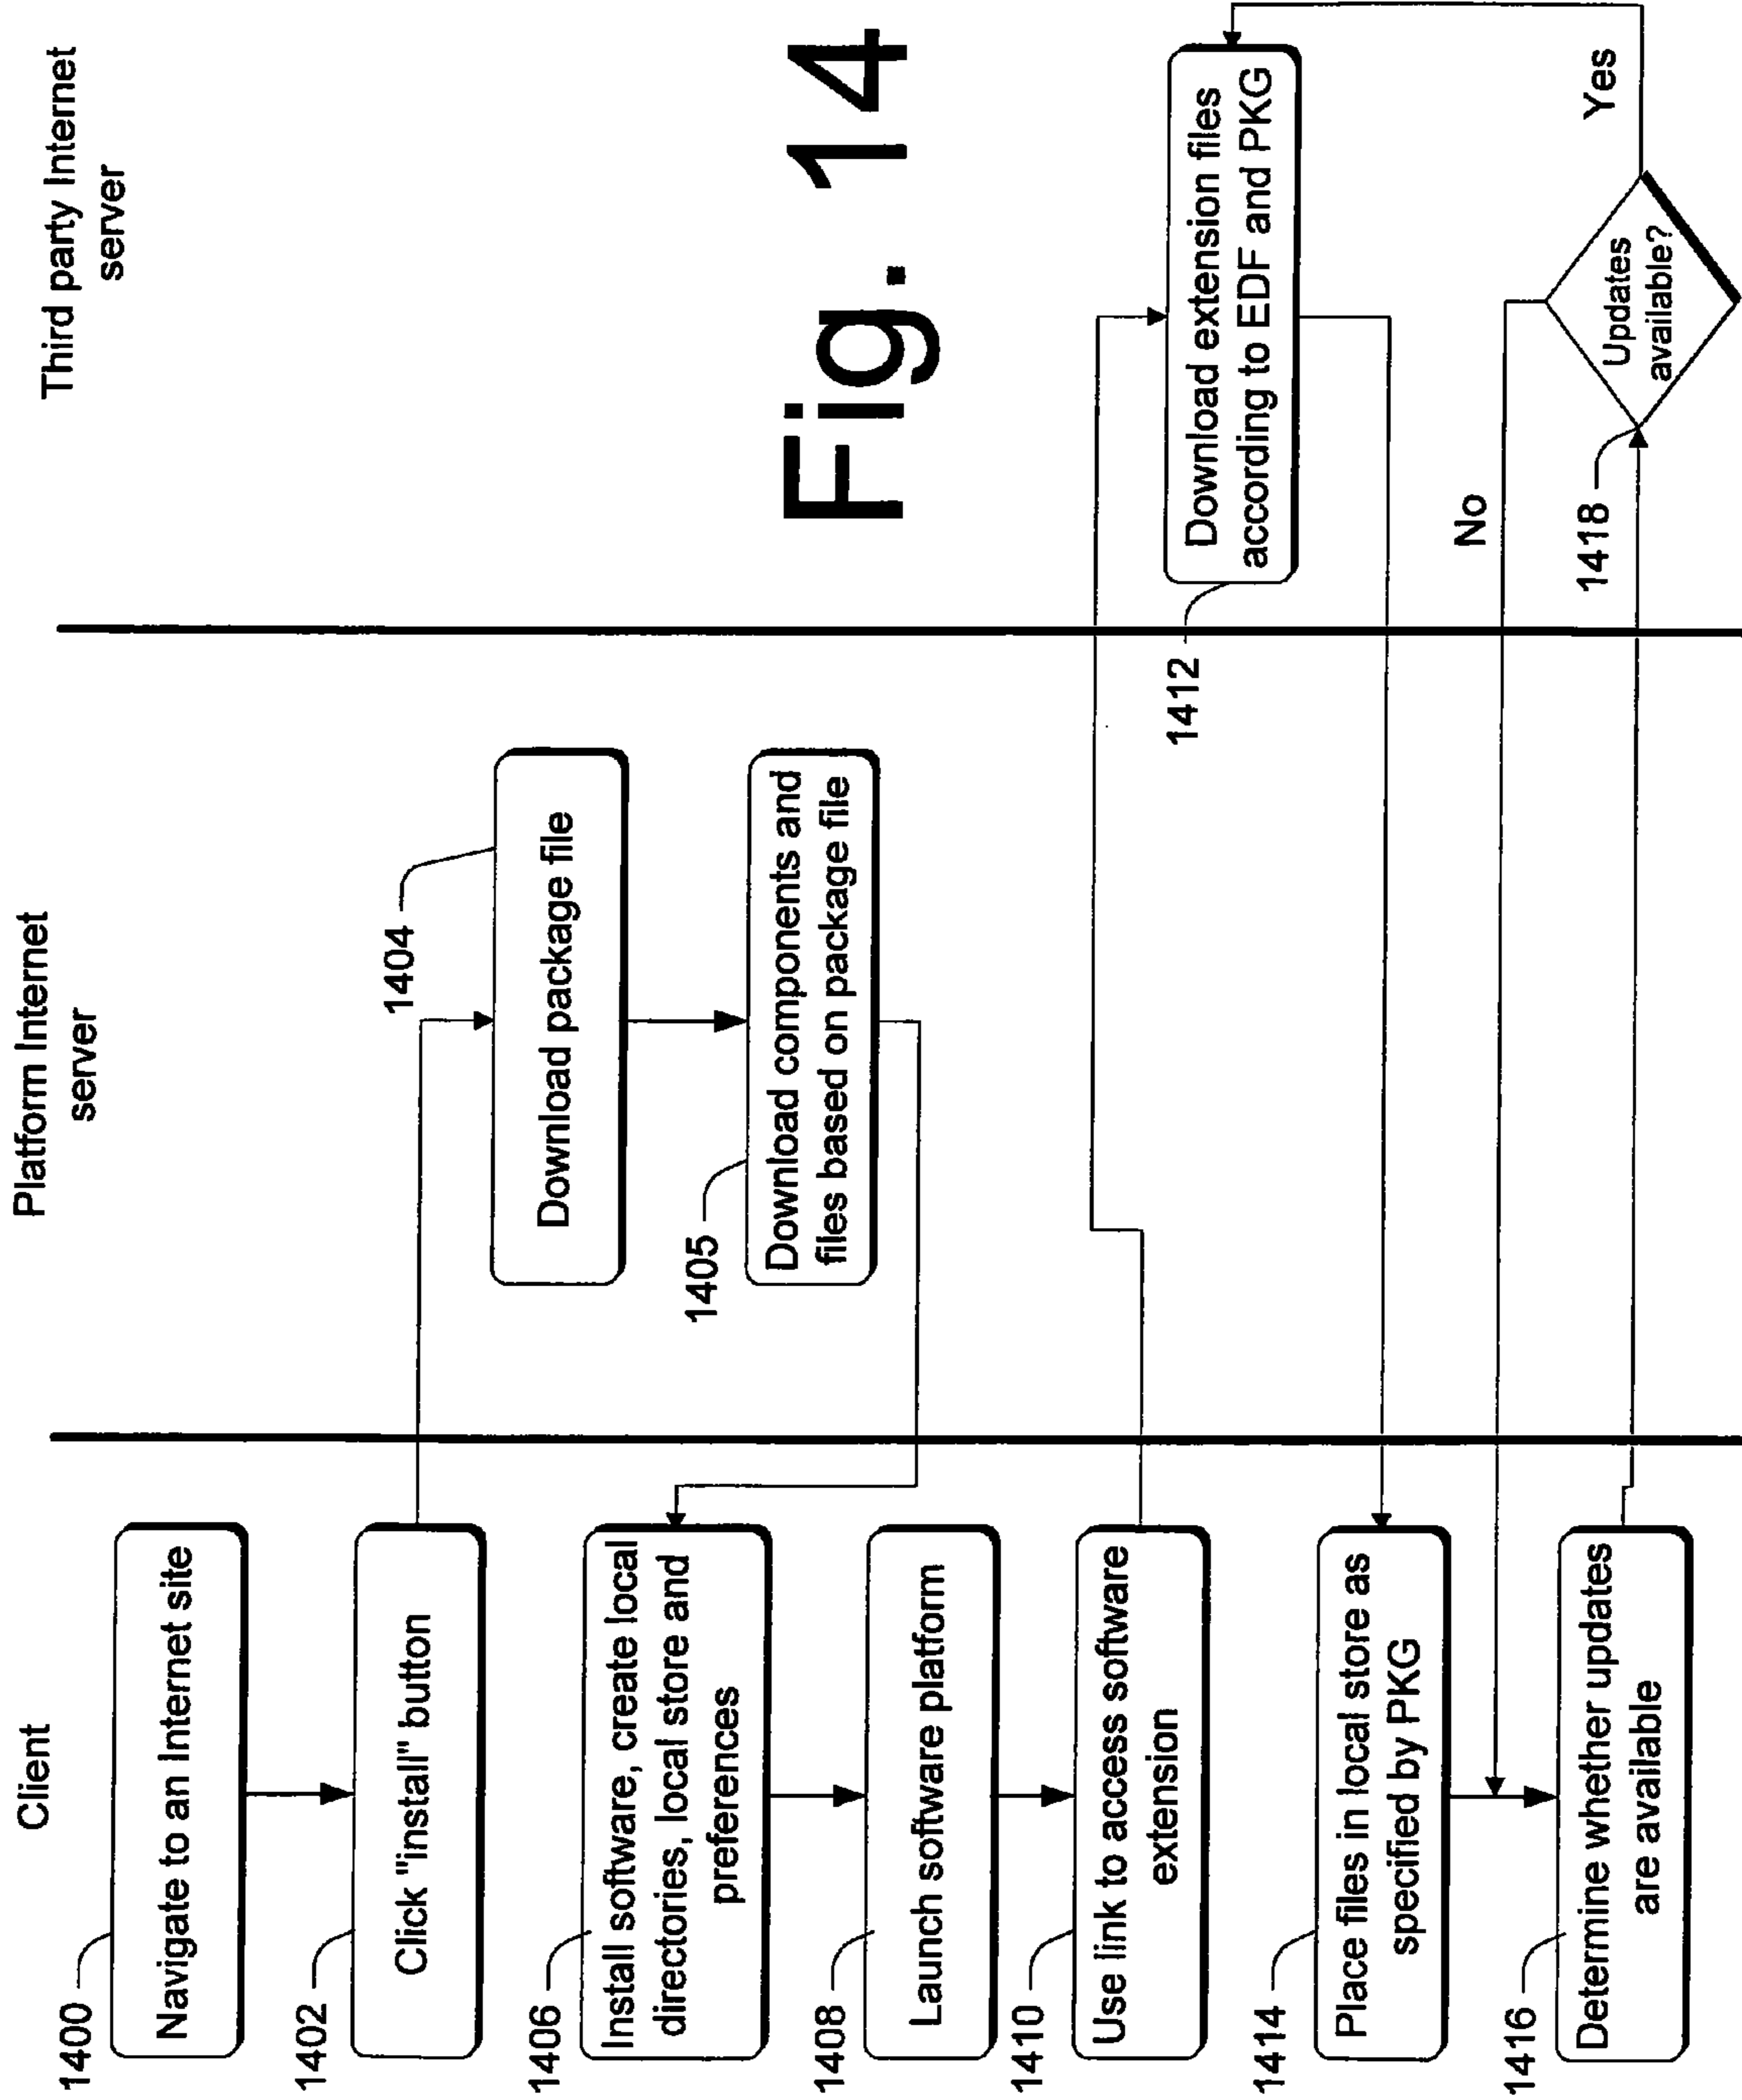 Client
Platform Internet
server
Third party Internet
server
1400
Navigate to an Internet site
1402
Click "install" button
1404
Download package file
1405
Download components and
files based on package file
1406
Install software, create local
directories, local store and
preferences
1408
Launch software platform
1410
Use link to access software
extension
Fig. 14
1412
Download extension files
according to EDF and PKG
1414
Place files in local store as
specified by PKG
No
Yes
1416
Determine whether updates
are available
1418
Updates
available?